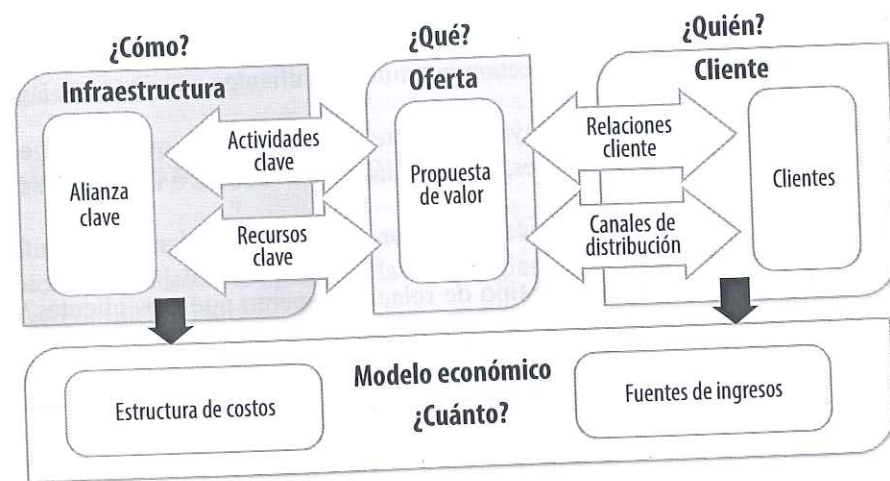 ¿Cómo?
¿Qué?
¿Quién?
Infraestructura
Oferta
Cliente
Alianza
clave
Actividades
clave
Recursos
clave
Propuesta
de valor
Relaciones
cliente
Canales de
distribución
Clientes
Modelo económico
¿Cuánto?
Estructura de costos
Fuentes de ingresos